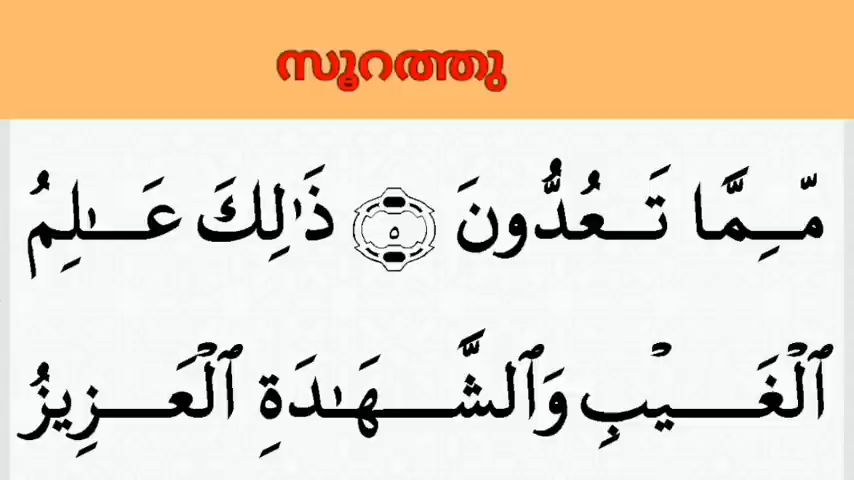 സൂറത്തു
مِّمَّا تَعُدُّونَ ٥ ذَٰلِكَ عَٰلِمُ
ٱلْغَيْبِ وَٱلشَّهَٰدَةِ ٱلْعَزِيزُ